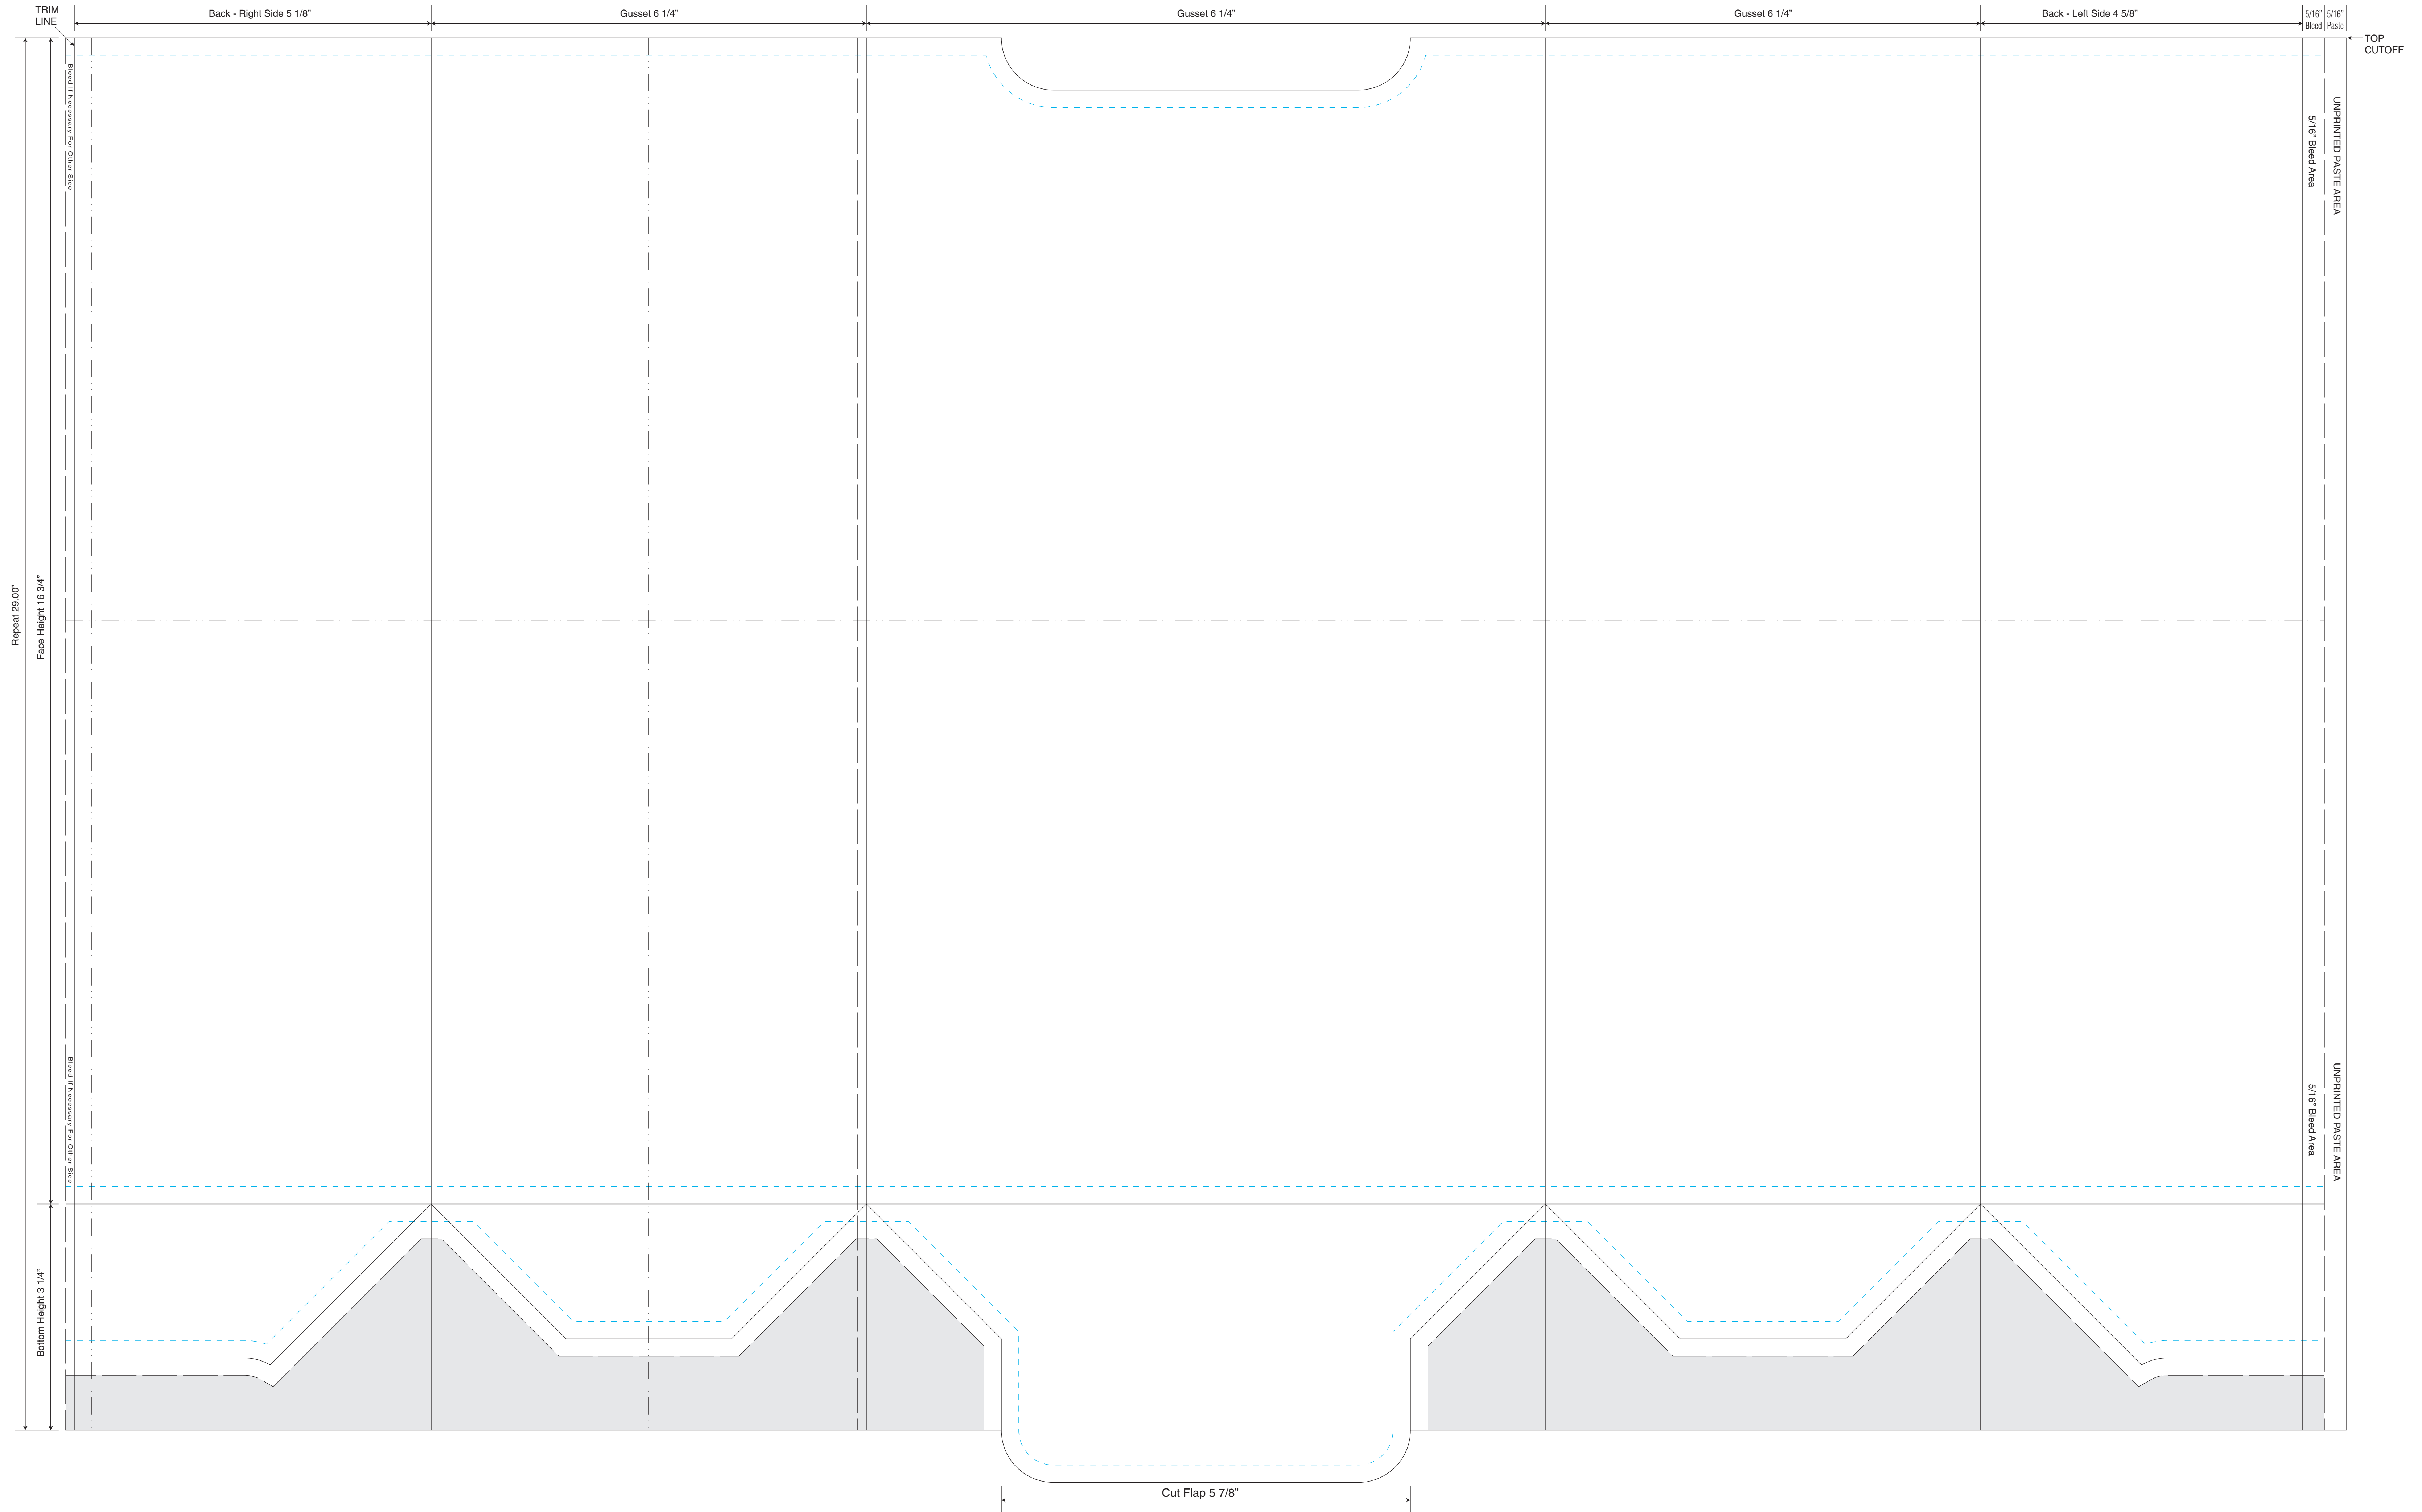 TRIM
LINE
Back - Right Side 5 1/8”
Gusset 6 1/4”
Gusset 6 1/4”
Gusset 6 1/4”
Back - Left Side 4 5/8”
5/16”
Bleed
5/16”
Paste
TOP
CUTOFF
Bleed If Necessary For Other Side
5/16” Bleed Area
UNPRINTED PASTE AREA
Repeat 29.00”
Face Height 16 3/4”
Bleed If Necessary For Other Side
5/16” Bleed Area
UNPRINTED PASTE AREA
Bottom Height 3 1/4”
Cut Flap 5 7/8”